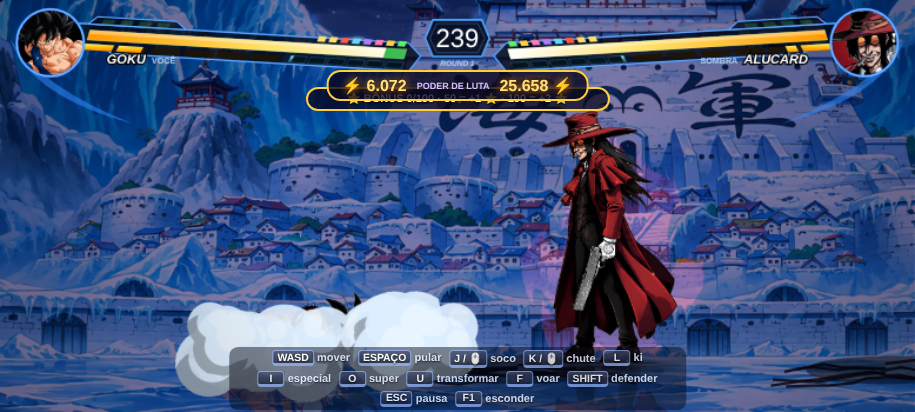 239
ROUND 1
GOKU VOCÊ
SOMBRA ALUCARD
⚡ 6.072 PODER DE LUTA 25.658 ⚡
海軍
WASD mover ESPAÇO pular J / soco K / chute L ki
I especial O super U transformar F voar SHIFT defender
ESC pausa F1 esconder